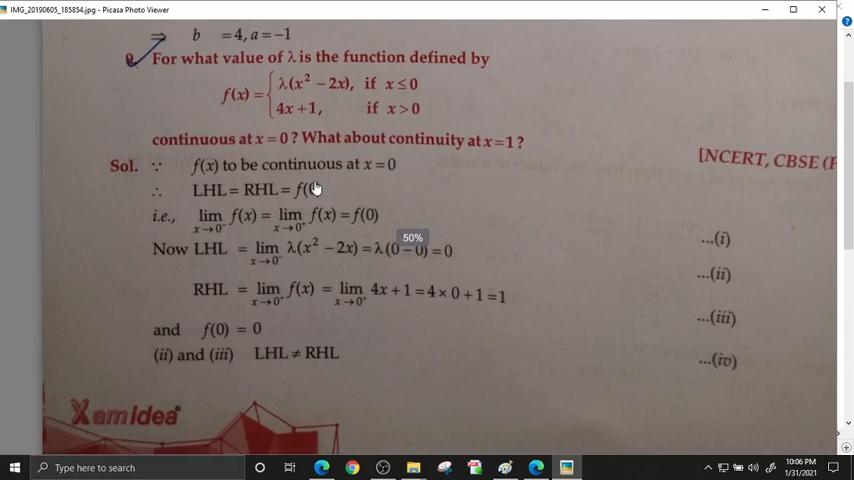 IMG_20190605_185854.jpg - Picasa Photo Viewer
⇒ b = 4, a = −1
Q. For what value of λ is the function defined by
f(x) = { λ(x² − 2x), if x ≤ 0
4x + 1, if x > 0
continuous at x = 0 ? What about continuity at x = 1 ?
[NCERT, CBSE (F
Sol. ∵ f(x) to be continuous at x = 0
∴ LHL = RHL = f(0
i.e., lim x→0⁻ f(x) = lim x→0⁺ f(x) = f(0) ...(i)
50%
Now LHL = lim x→0⁻ λ(x² − 2x) = λ(0 − 0) = 0 ...(ii)
RHL = lim x→0⁺ f(x) = lim x→0⁺ 4x + 1 = 4 × 0 + 1 = 1 ...(iii)
and f(0) = 0 ...(iv)
(ii) and (iii) LHL ≠ RHL
Xamidea
Type here to search
10:06 PM
1/31/2021